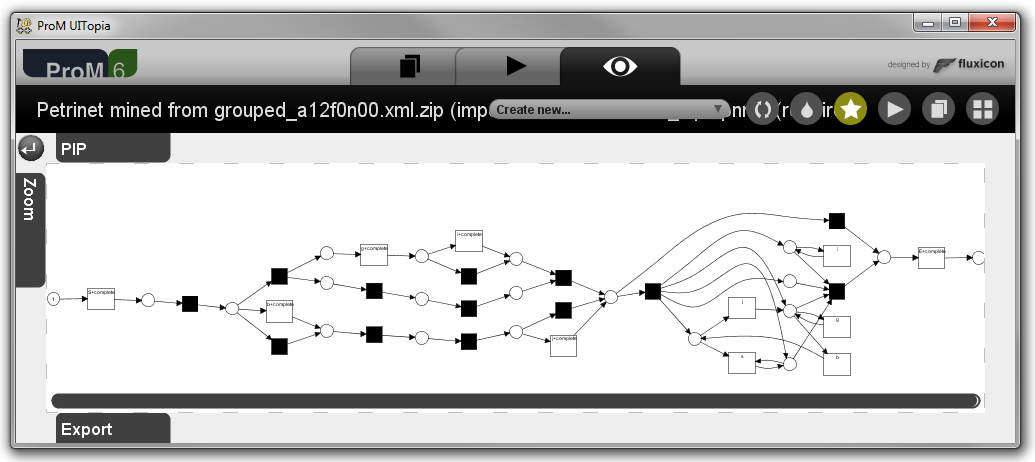 ProM UITopia
ProM 6
designed by fluxicon
Petrinet mined from grouped_a12f0n00.xml.zip (imp
Create new...
PIP
Zoom
i+complete
g+complete
E+complete
i
S+complete
b+complete
i
g
j+complete
a
b
Export